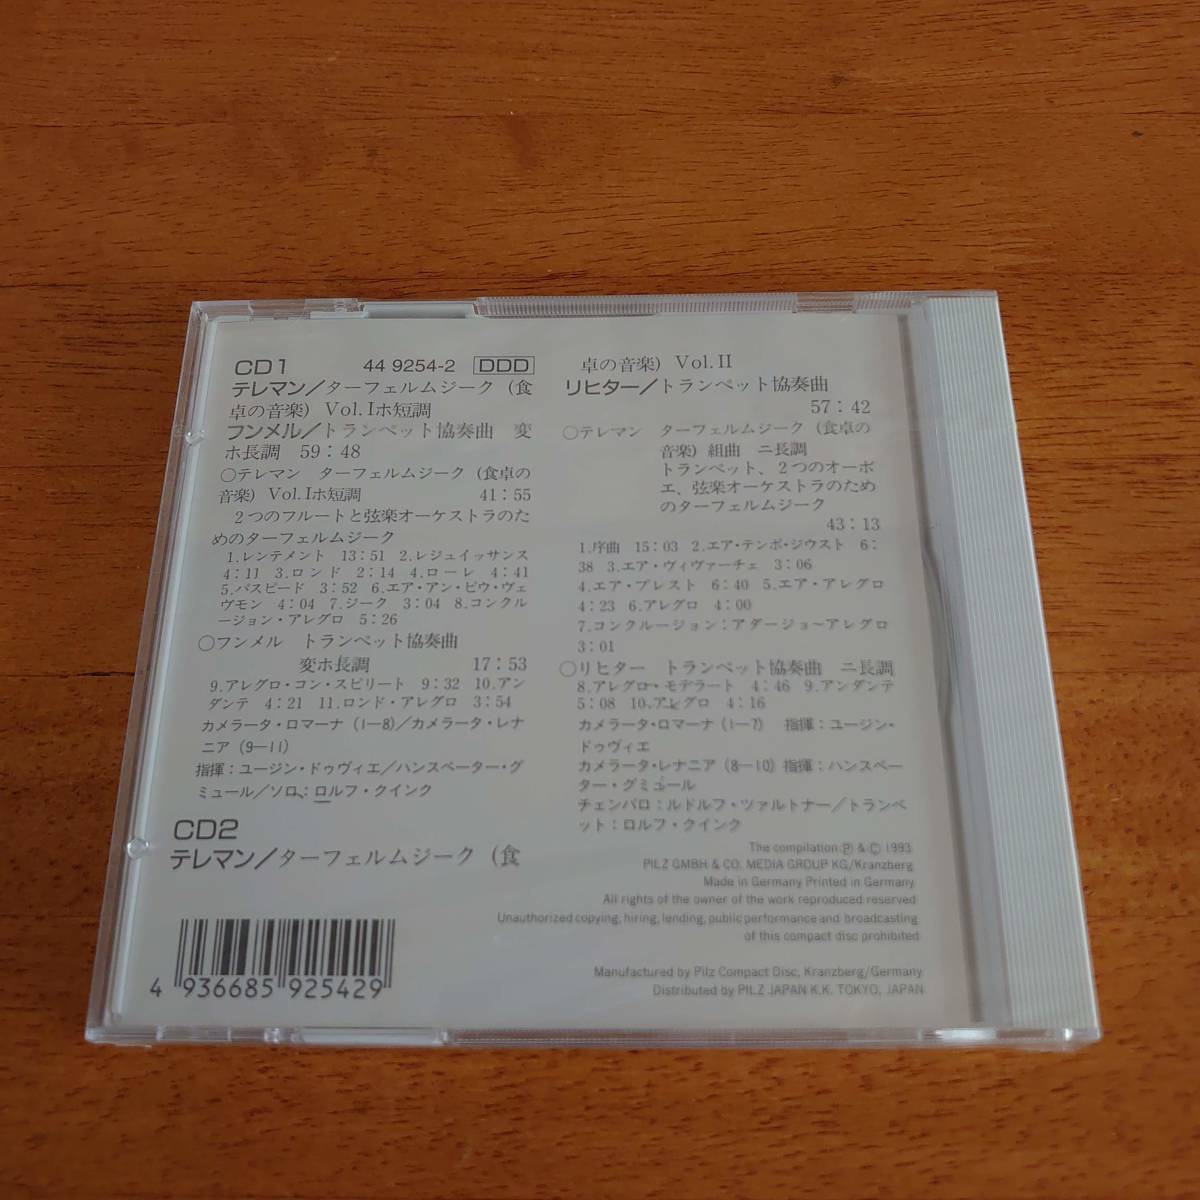 CD1 44 9254-2 DDD
テレマン／ターフェルムジーク (食
卓の音楽) Vol.Iホ短調
フンメル／トランペット協奏曲 変
ホ長調 59：48
○テレマン ターフェルムジーク (食卓の
音楽) Vol.Iホ短調 41：55
2つのフルートと弦楽オーケストラのた
めのターフェルムジーク
1.レンテメント 13：51 2.レジュイッサンス
4：11 3.ロンド 2：14 4.ローレ 4：41
5.パスピード 3：52 6.エア・アン・ピウ・ヴェ
ヴモン 4：04 7.ジーク 3：04 8.コンクル
ージョン・アレグロ 5：26
○フンメル トランペット協奏曲
変ホ長調 17：53
9.アレグロ・コン・スピリート 9：32 10.アン
ダンテ 4：21 11.ロンド・アレグロ 3：54
カメラータ・ロマーナ (1—8)／カメラータ・レナ
ニア (9—11)
指揮：ユージン・ドゥヴィエ／ハンスペーター・グ
ミュール／ソロ：ロルフ・クインク
CD2
テレマン／ターフェルムジーク (食
卓の音楽) Vol.II
リヒター／トランペット協奏曲
57：42
○テレマン ターフェルムジーク (食卓の
音楽) 組曲 ニ長調
トランペット、2つのオーボ
エ、弦楽オーケストラのため
のターフェルムジーク
43：13
1.序曲 15：03 2.エア・テンポ・ジウスト 6：
38 3.エア・ヴィヴァーチェ 3：06
4.エア・プレスト 6：40 5.エア・アレグロ
4：23 6.アレグロ 4：00
7.コンクルージョン：アダージョ～アレグロ
3：01
○リヒター トランペット協奏曲 ニ長調
8.アレグロ・モデラート 4：46 9.アンダンテ
5：08 10.アレグロ 4：16
カメラータ・ロマーナ (1—7) 指揮：ユージン・
ドゥヴィエ
カメラータ・レナニア (8—10) 指揮：ハンスペー
ター・グミュール
チェンバロ：ルドルフ・ツァルトナー／トランペ
ット：ロルフ・クインク
The compilation Ⓟ & © 1993
PILZ GMBH & CO. MEDIA GROUP KG/Kranzberg
Made in Germany Printed in Germany
All rights of the owner of the work reproduced reserved
Unauthorized copying, hiring, lending, public performance and broadcasting
of this compact disc prohibited
Manufactured by Pilz Compact Disc, Kranzberg/Germany
Distributed by PILZ JAPAN K.K. TOKYO, JAPAN
4 936685 925429